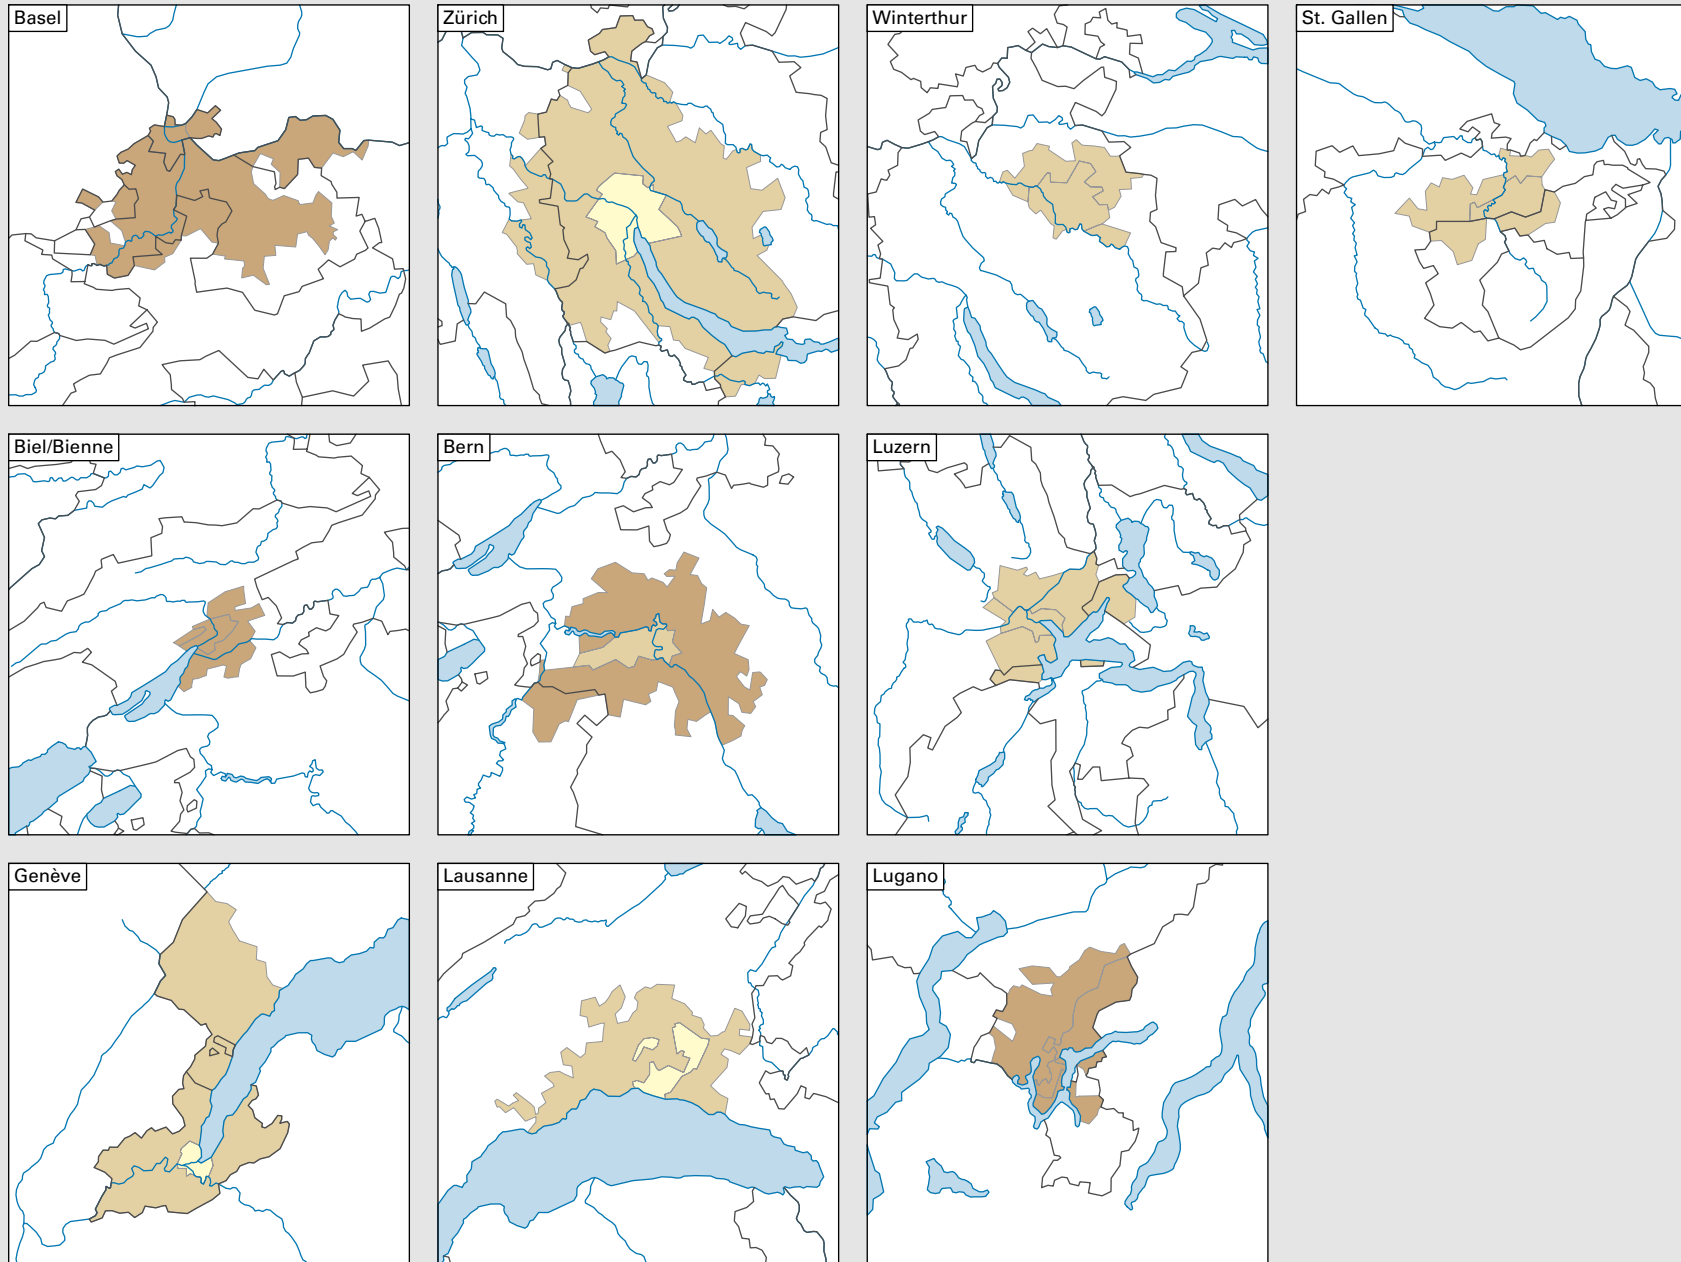 Basel
Zürich
Winterthur
St. Gallen
Biel/Bienne
Bern
Luzern
Genève
Lausanne
Lugano